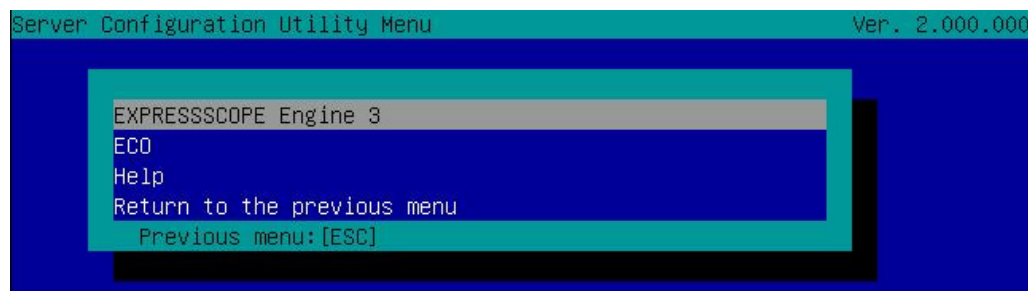 Server Configuration Utility Menu Ver. 2.000.000
EXPRESSSCOPE Engine 3
ECO
Help
Return to the previous menu
Previous menu:[ESC]